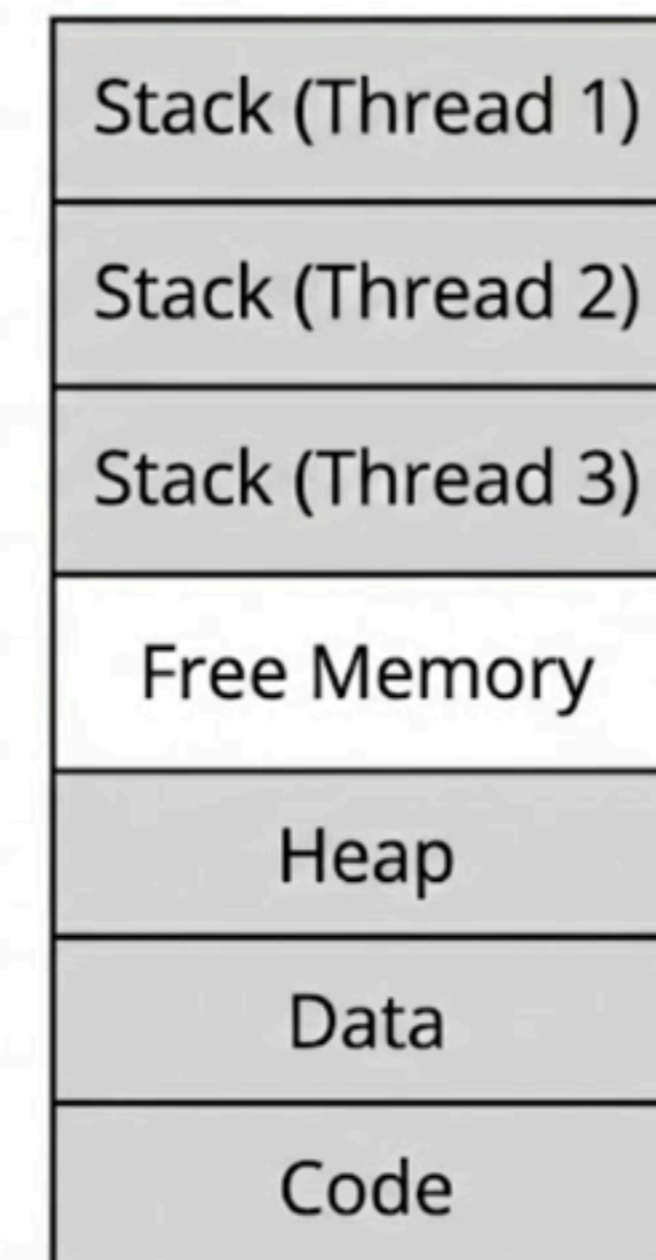 Stack (Thread 1)
Stack (Thread 2)
Stack (Thread 3)
Free Memory
Heap
Data
Code